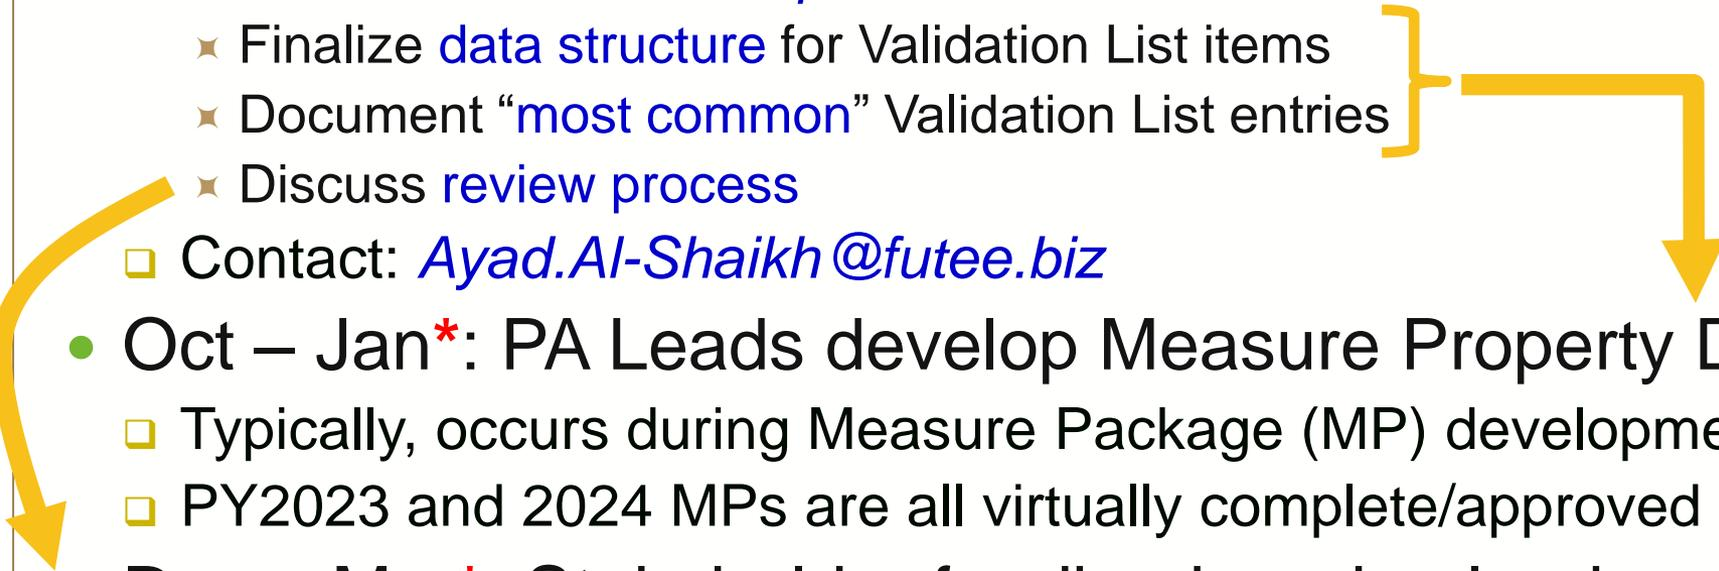 Finalize data structure for Validation List items
Document “most common” Validation List entries
Discuss review process
Contact: Ayad.Al-Shaikh@futee.biz
Oct – Jan*: PA Leads develop Measure Property
Typically, occurs during Measure Package (MP)
PY2023 and 2024 MPs are all virtually complete/approved